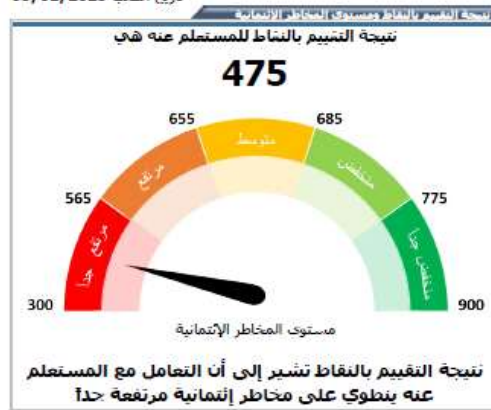 نتيجة التقييم بالنقاط ومستوى المخاطر الإئتمانية
نتيجة التقييم بالنقاط للمستعلم عنه هي
475
655
685
متوسط
مرتفع
منخفض
565
775
مرتفع جداً
منخفض جداً
300
900
مستوى المخاطر الإئتمانية
نتيجة التقييم بالنقاط تشير إلى أن التعامل مع المستعلم
عنه ينطوي على مخاطر إئتمانية مرتفعة جداً